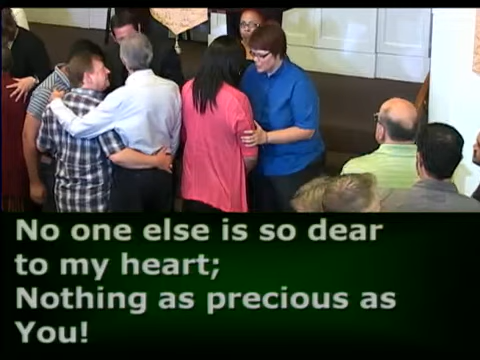 No one else is so dear
to my heart;
Nothing as precious as
You!